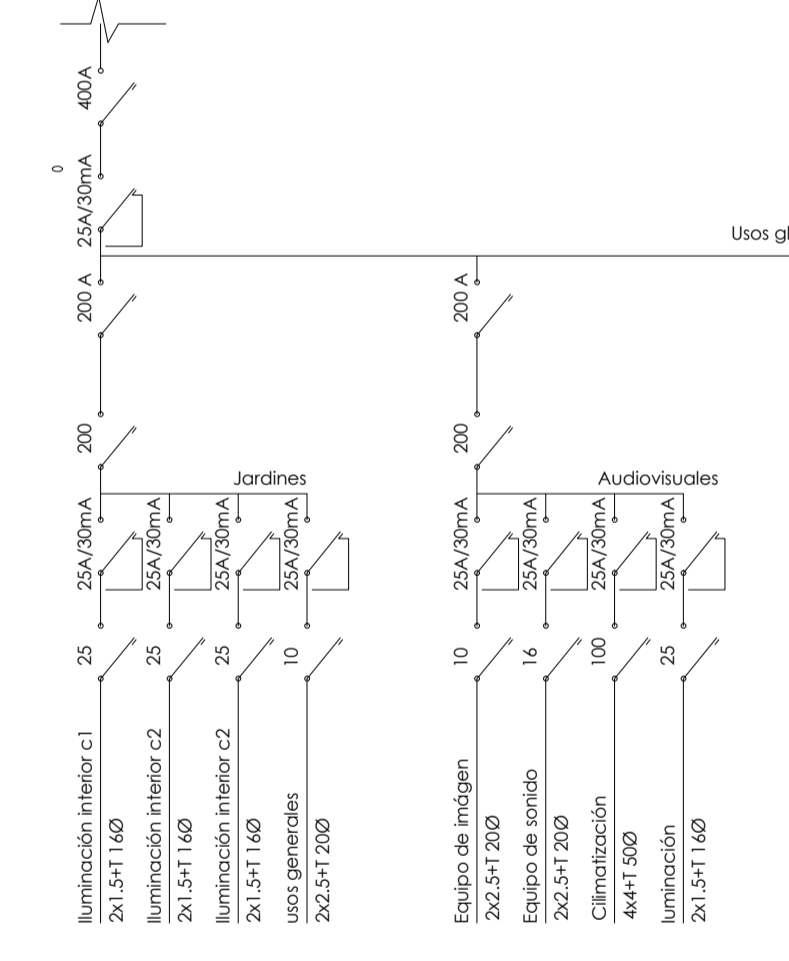 400A
0
25A/30mA
Usos gl
200 A
200 A
200
200
Jardines
Audiovisuales
25A/30mA
25A/30mA
25A/30mA
25A/30mA
25A/30mA
25A/30mA
25A/30mA
25A/30mA
25
25
25
10
10
16
100
25
Iluminación interior c1
2x1.5+T 16Ø
Iluminación interior c2
2x1.5+T 16Ø
Iluminación interior c2
2x1.5+T 16Ø
usos generales
2x2.5+T 20Ø
Equipo de imágen
2x2.5+T 20Ø
Equipo de sonido
2x2.5+T 20Ø
Cilimatización
4x4+T 50Ø
luminación
2x1.5+T 16Ø